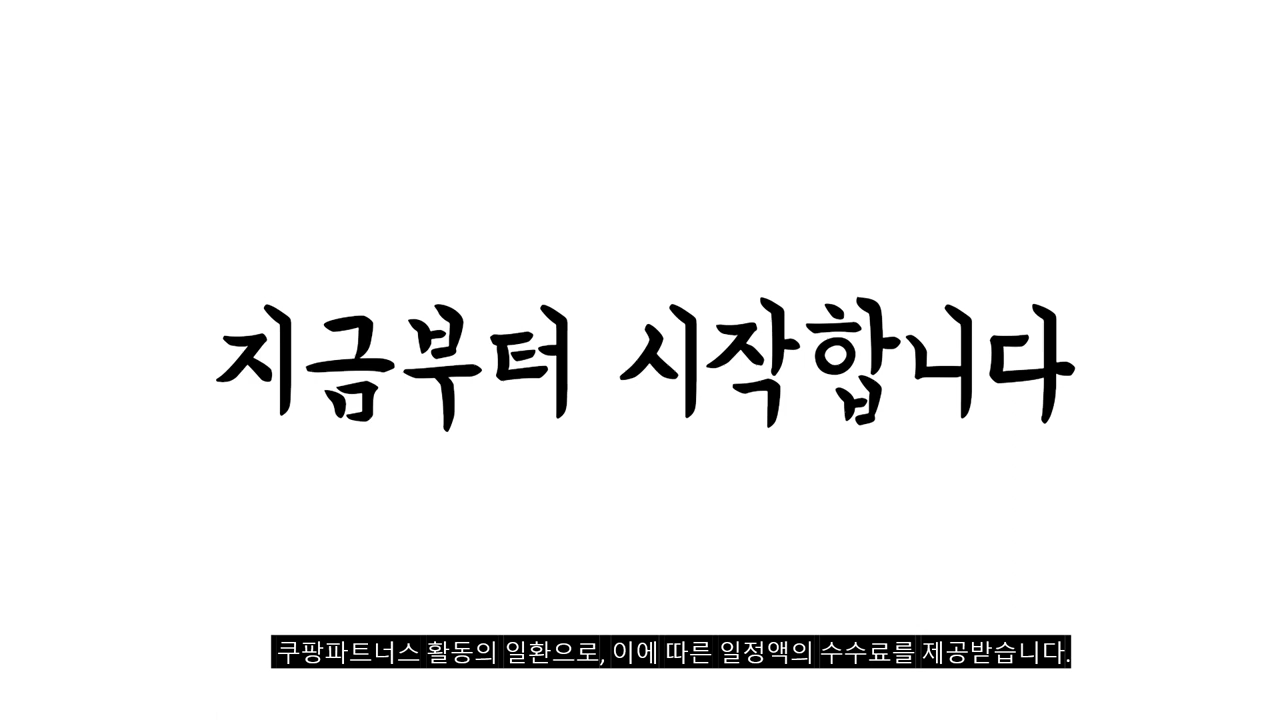 지금부터 시작합니다
쿠팡파트너스 활동의 일환으로, 이에 따른 일정액의 수수료를 제공받습니다.